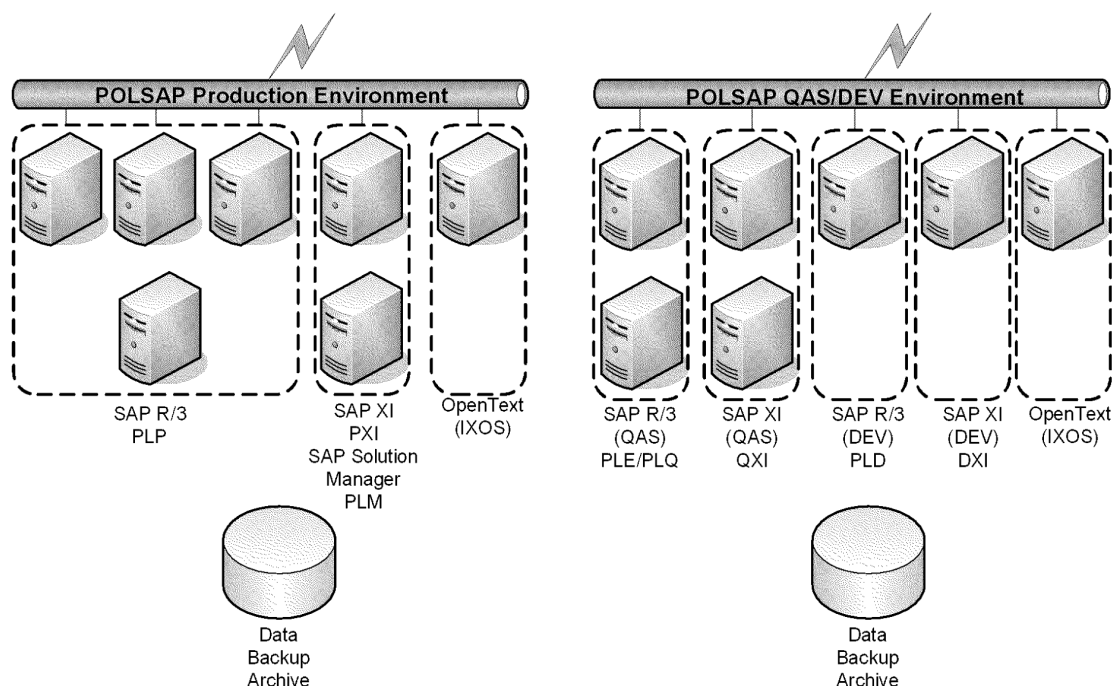 POLSAP Production Environment
SAP R/3
PLP
SAP XI
PXI
SAP Solution
Manager
PLM
OpenText
(IXOS)
Data
Backup
Archive
POLSAP QAS/DEV Environment
SAP R/3
(QAS)
PLE/PLQ
SAP XI
(QAS)
QXI
SAP R/3
(DEV)
PLD
SAP XI
(DEV)
DXI
OpenText
(IXOS)
Data
Backup
Archive